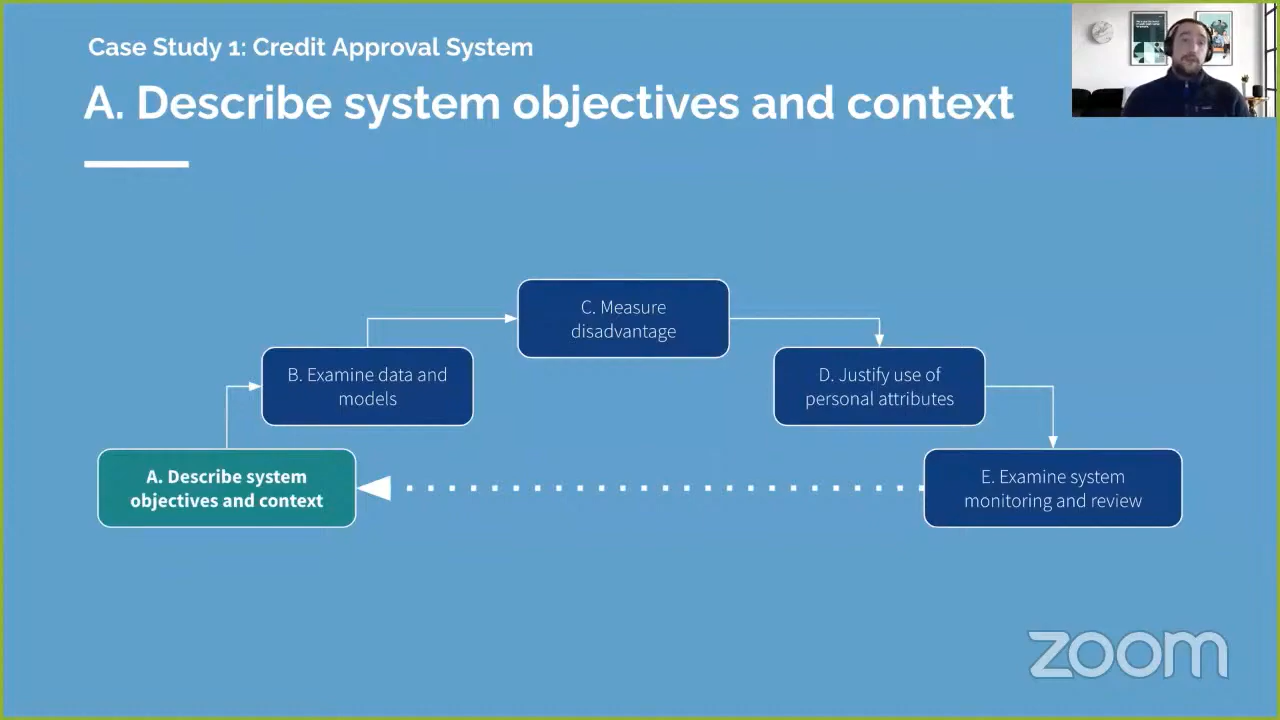 Case Study 1: Credit Approval System
A. Describe system objectives and context
C. Measure
disadvantage
B. Examine data and
models
D. Justify use of
personal attributes
A. Describe system
objectives and context
E. Examine system
monitoring and review
zoom